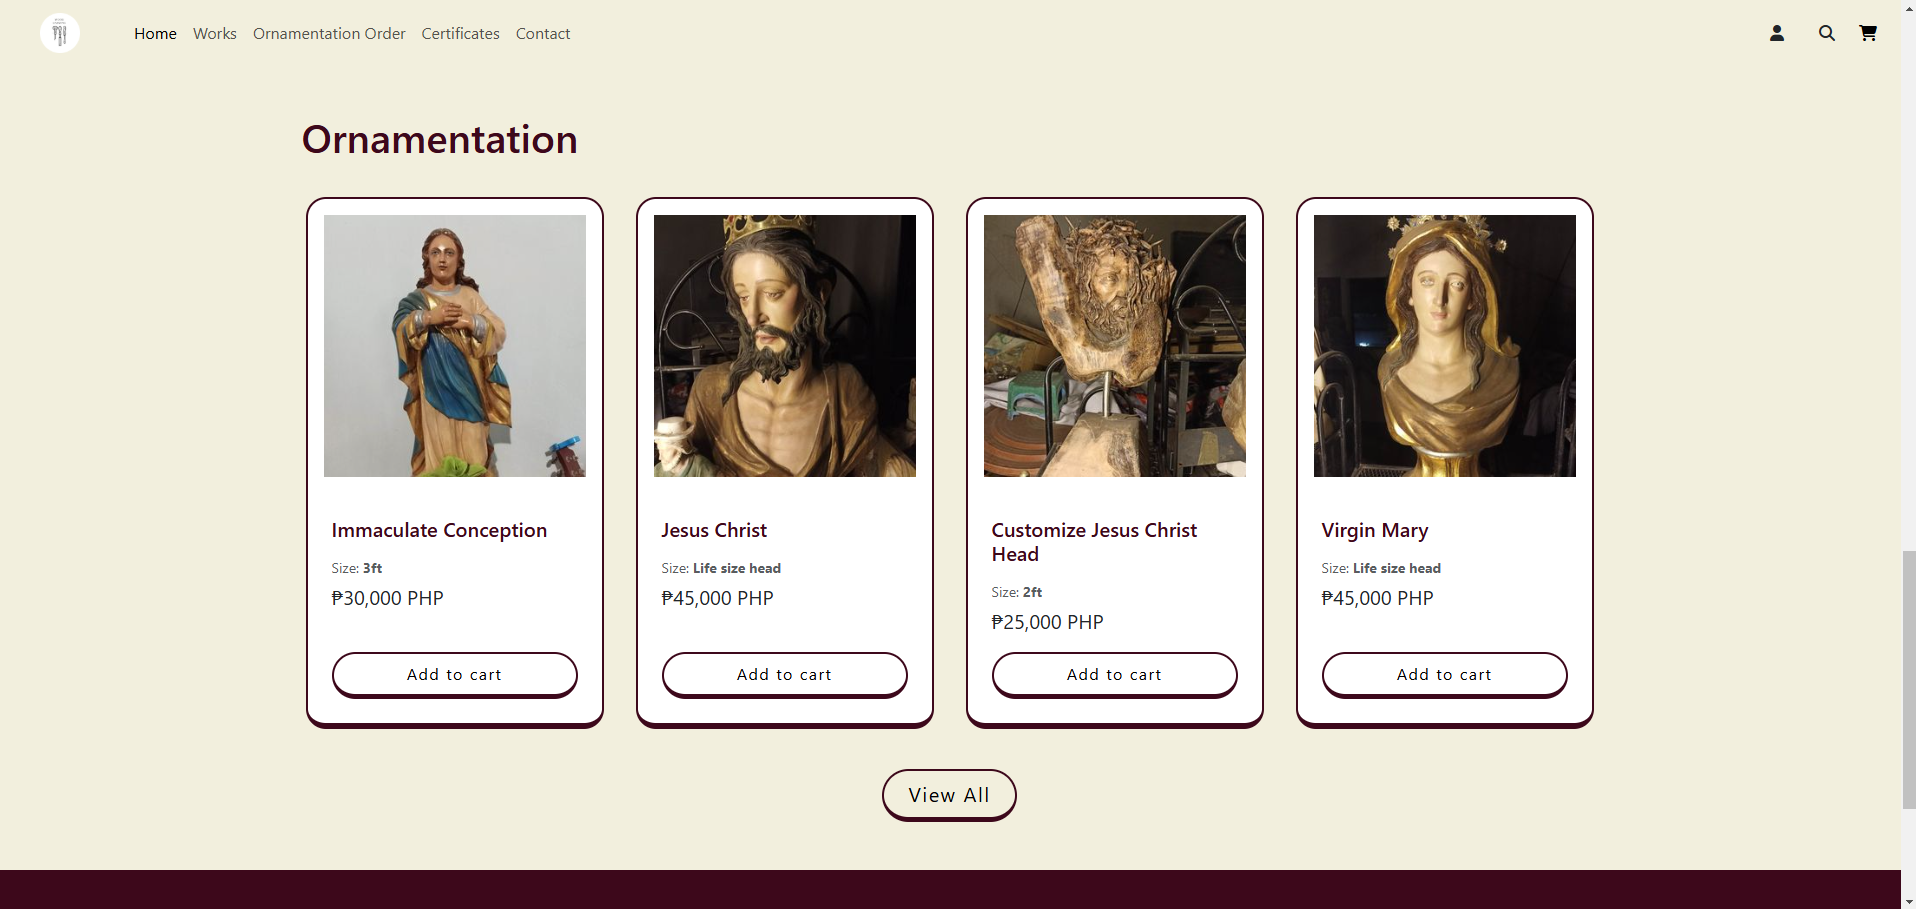 Home Works Ornamentation Order Certificates Contact
Ornamentation
Immaculate Conception
Size: 3ft
₱30,000 PHP
Add to cart
Jesus Christ
Size: Life size head
₱45,000 PHP
Add to cart
Customize Jesus Christ
Head
Size: 2ft
₱25,000 PHP
Add to cart
Virgin Mary
Size: Life size head
₱45,000 PHP
Add to cart
View All